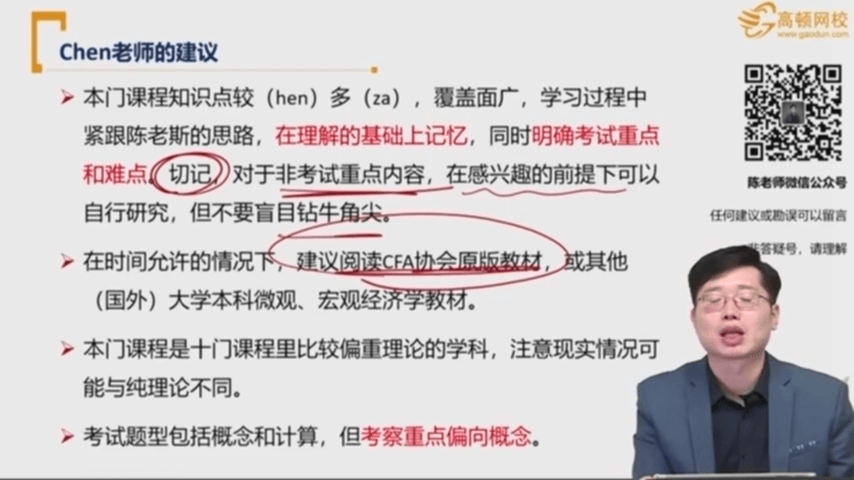 高顿网校
www.gaodun.com
Chen老师的建议
本门课程知识点较（hen）多（za），覆盖面广，学习过程中
紧跟陈老斯的思路，在理解的基础上记忆，同时明确考试重点
和难点。切记，对于非考试重点内容，在感兴趣的前提下可以
自行研究，但不要盲目钻牛角尖。
在时间允许的情况下，建议阅读CFA协会原版教材，或其他
（国外）大学本科微观、宏观经济学教材。
本门课程是十门课程里比较偏重理论的学科，注意现实情况可
能与纯理论不同。
考试题型包括概念和计算，但考察重点偏向概念。
陈老师微信公众号
任何建议或勘误可以留言
非答疑号，请理解